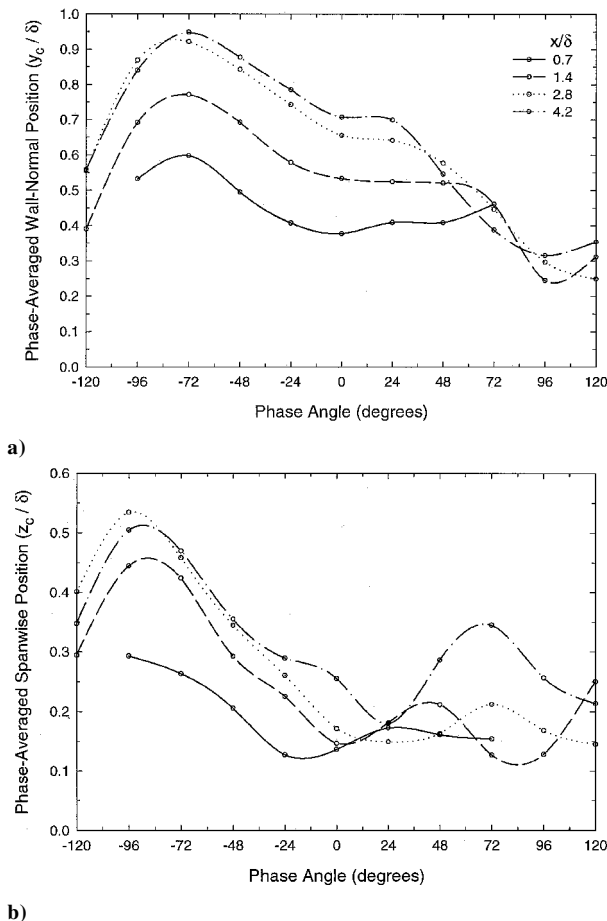 Phase-Averaged Wall-Normal Position (y_c / δ)
1.0
0.9
0.8
0.7
0.6
0.5
0.4
0.3
0.2
0.1
0.0
x/δ
0.7
1.4
2.8
4.2
-120 -96 -72 -48 -24 0 24 48 72 96 120
Phase Angle (degrees)
a)
Phase-Averaged Spanwise Position (z_c / δ)
0.6
0.5
0.4
0.3
0.2
0.1
0.0
-120 -96 -72 -48 -24 0 24 48 72 96 120
Phase Angle (degrees)
b)